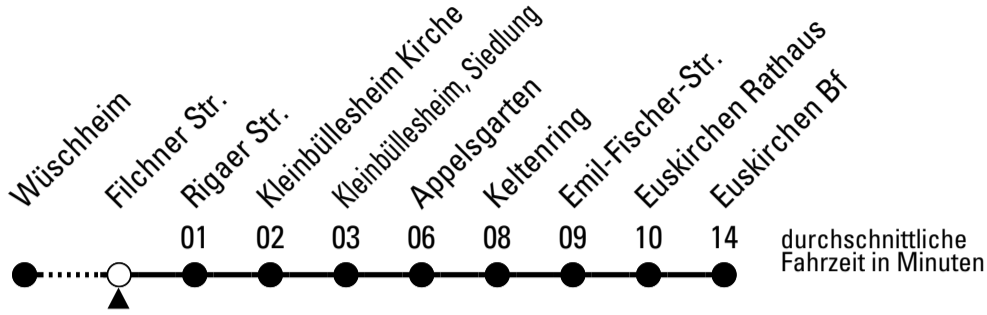 Wüschheim
Filchner Str.
Rigaer Str.
Kleinbüllesheim Kirche
Kleinbüllesheim, Siedlung
Appelsgarten
Keltenring
Emil-Fischer-Str.
Euskirchen Rathaus
Euskirchen Bf
01 02 03 06 08 09 10 14
durchschnittliche
Fahrzeit in Minuten